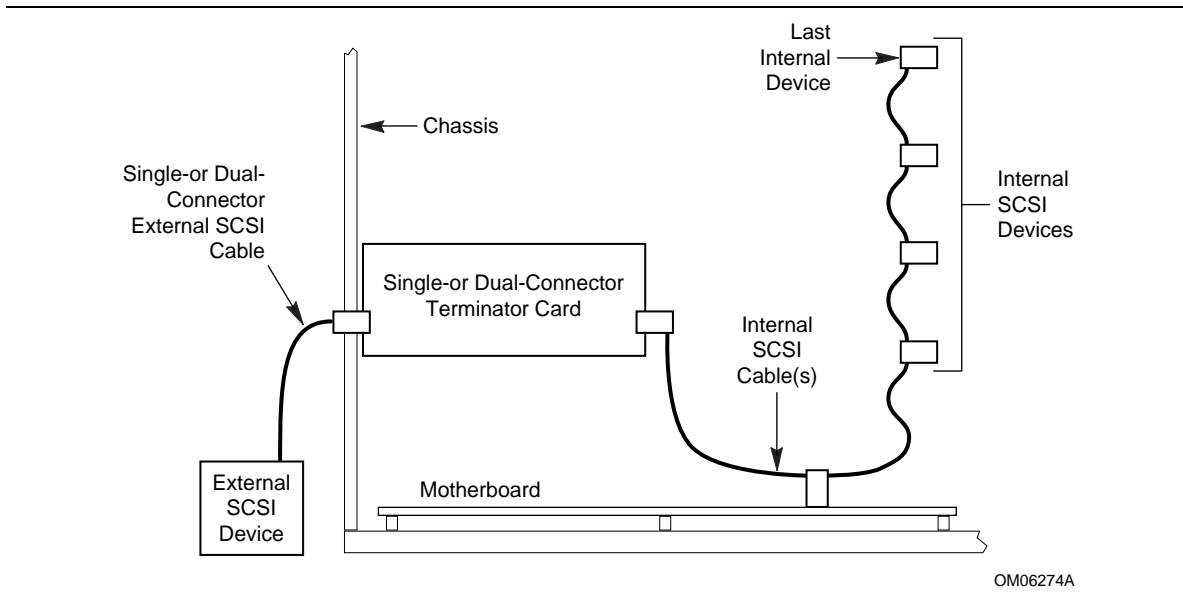 Last
Internal
Device
Chassis
Single-or Dual-
Connector
External SCSI
Cable
Internal
SCSI
Devices
Single-or Dual-Connector
Terminator Card
Internal
SCSI
Cable(s)
External
SCSI
Device
Motherboard
OM06274A